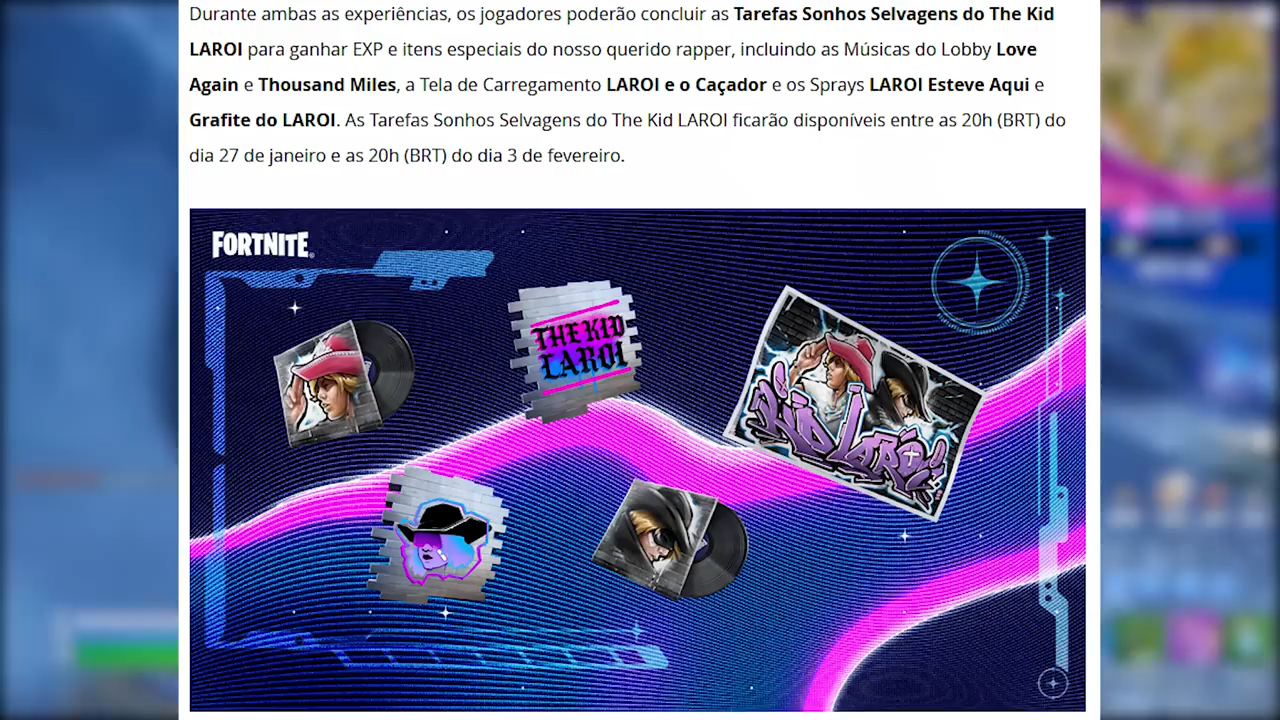 Durante ambas as experiências, os jogadores poderão concluir as Tarefas Sonhos Selvagens do The Kid
LAROI para ganhar EXP e itens especiais do nosso querido rapper, incluindo as Músicas do Lobby Love
Again e Thousand Miles, a Tela de Carregamento LAROI e o Caçador e os Sprays LAROI Esteve Aqui e
Grafite do LAROI. As Tarefas Sonhos Selvagens do The Kid LAROI ficarão disponíveis entre as 20h (BRT) do
dia 27 de janeiro e as 20h (BRT) do dia 3 de fevereiro.
FORTNITE
THE KID
LAROI
KID LAROI